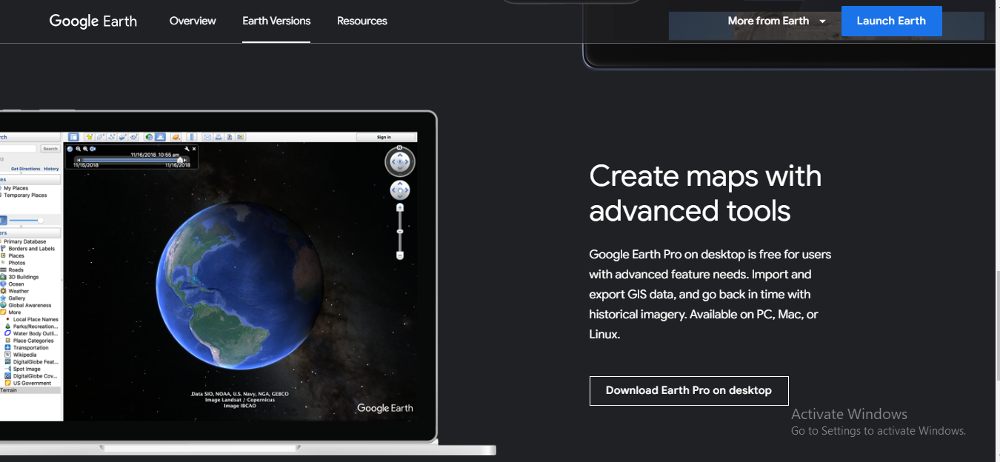 Google Earth
Overview
Earth Versions
Resources
More from Earth
Launch Earth
rch
Sign in
Search
Get Directions History
11/16/2018 10:55 am
11/15/2018
11/16/2018
N
My Places
Temporary Places
Primary Database
Borders and Labels
Places
Photos
Roads
3D Buildings
Ocean
Weather
Gallery
Global Awareness
More
Local Place Names
Parks/Recreation...
Water Body Outli...
Place Categories
Transportation
Wikipedia
DigitalGlobe Feat...
Spot Image
DigitalGlobe Cov...
US Government
Terrain
Data SIO, NOAA, U.S. Navy, NGA, GEBCO
Image Landsat / Copernicus
Image IBCAO
Google Earth
Create maps with
advanced tools
Google Earth Pro on desktop is free for users
with advanced feature needs. Import and
export GIS data, and go back in time with
historical imagery. Available on PC, Mac, or
Linux.
Download Earth Pro on desktop
Activate Windows
Go to Settings to activate Windows.